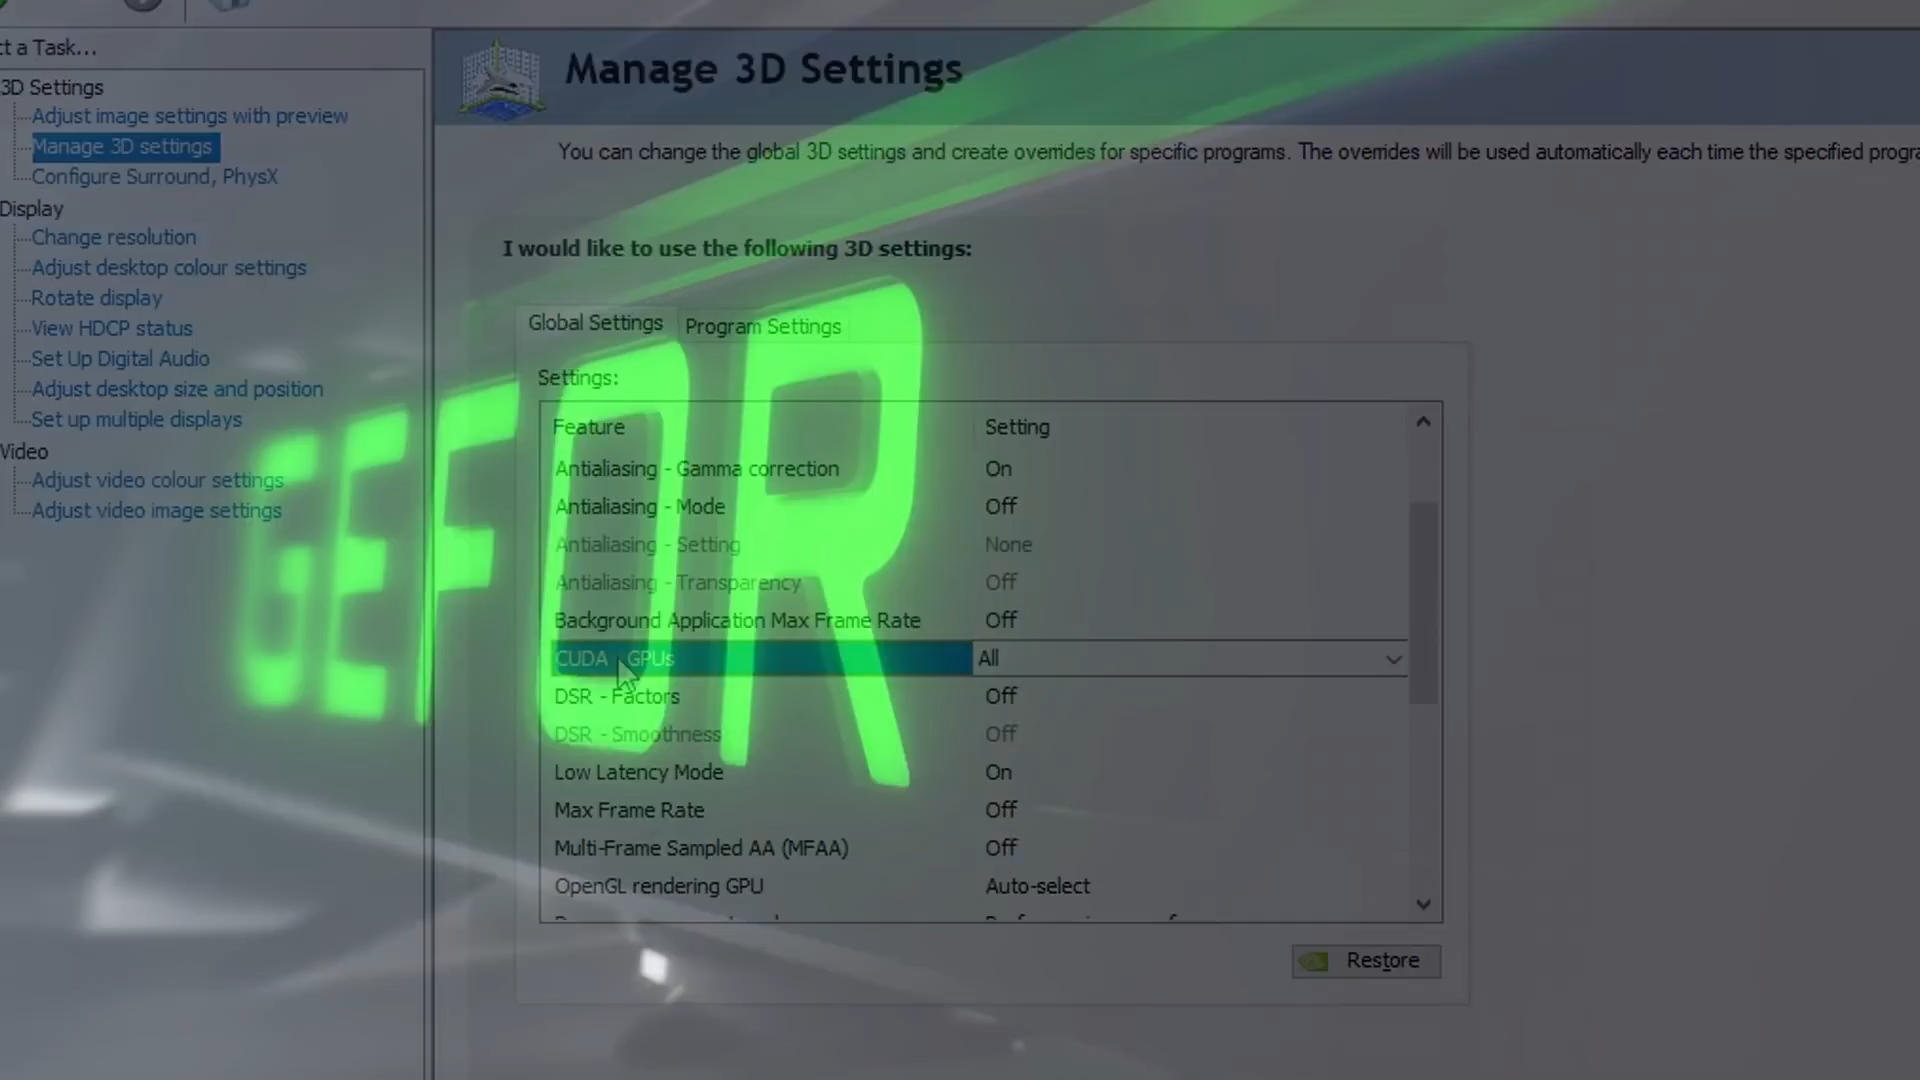 ct a Task...
3D Settings
Adjust image settings with preview
Manage 3D settings
Configure Surround, PhysX
Display
Change resolution
Adjust desktop colour settings
Rotate display
View HDCP status
Set Up Digital Audio
Adjust desktop size and position
Set up multiple displays
Video
Adjust video colour settings
Adjust video image settings
Manage 3D Settings
You can change the global 3D settings and create overrides for specific programs. The overrides will be used automatically each time the specified progra
I would like to use the following 3D settings:
Global Settings Program Settings
Settings:
Feature Setting
Antialiasing - Gamma correction On
Antialiasing - Mode Off
Antialiasing - Setting None
Antialiasing - Transparency Off
Background Application Max Frame Rate Off
CUDA - GPUs All
DSR - Factors Off
DSR - Smoothness Off
Low Latency Mode On
Max Frame Rate Off
Multi-Frame Sampled AA (MFAA) Off
OpenGL rendering GPU Auto-select
Restore
GEFOR